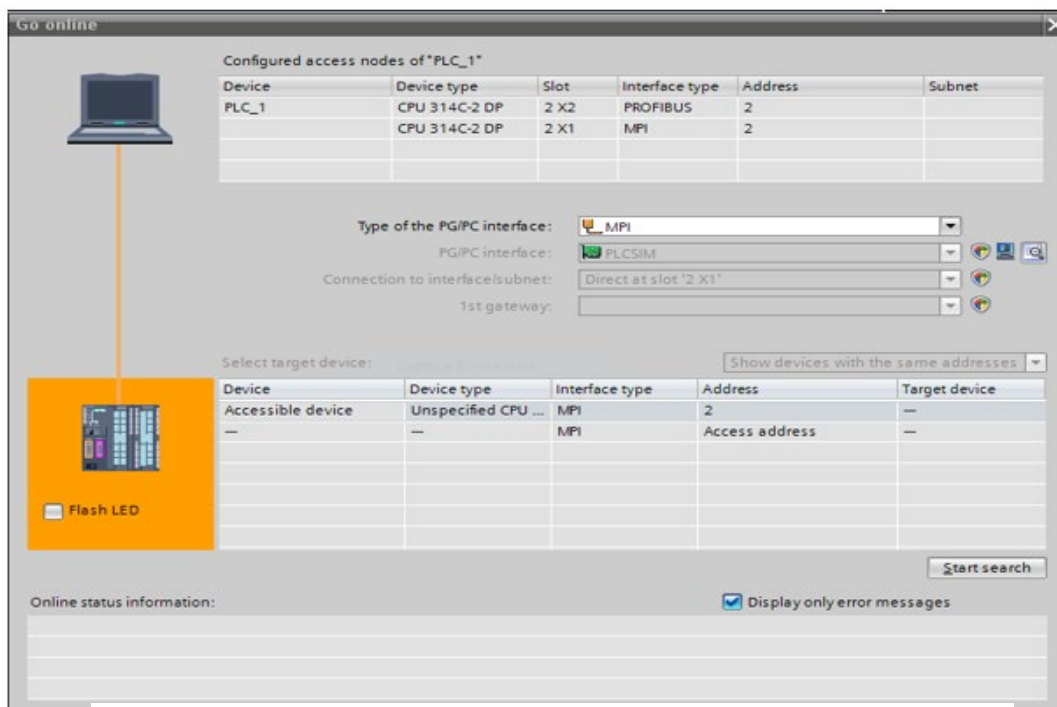 Go online
Configured access nodes of "PLC_1"
Device Device type Slot Interface type Address Subnet
PLC_1 CPU 314C-2 DP 2 X2 PROFIBUS 2
CPU 314C-2 DP 2 X1 MPI 2
Type of the PG/PC interface: MPI
PG/PC interface: PLCSIM
Connection to interface/subnet: Direct at slot '2 X1'
1st gateway:
Select target device: Show devices with the same addresses
Device Device type Interface type Address Target device
Accessible device Unspecified CPU ... MPI 2 —
— — MPI Access address —
Flash LED
Start search
Online status information: Display only error messages